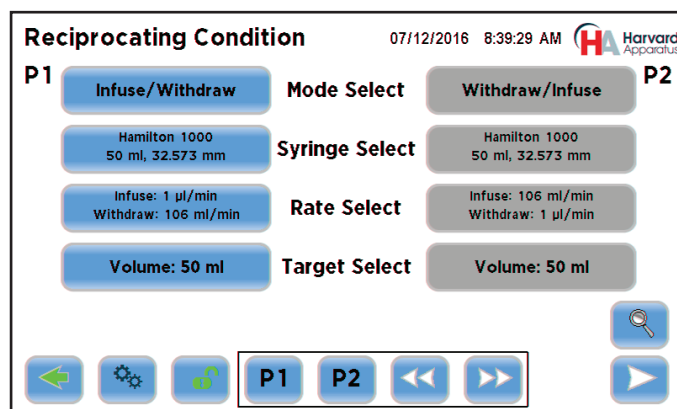 Reciprocating Condition 07/12/2016 8:39:29 AM HA Harvard Apparatus
P1 P2
Infuse/Withdraw Mode Select Withdraw/Infuse
Hamilton 1000
50 ml, 32.573 mm
Syringe Select
Hamilton 1000
50 ml, 32.573 mm
Infuse: 1 µl/min
Withdraw: 106 ml/min
Rate Select
Infuse: 106 ml/min
Withdraw: 1 µl/min
Volume: 50 ml Target Select Volume: 50 ml
P1 P2